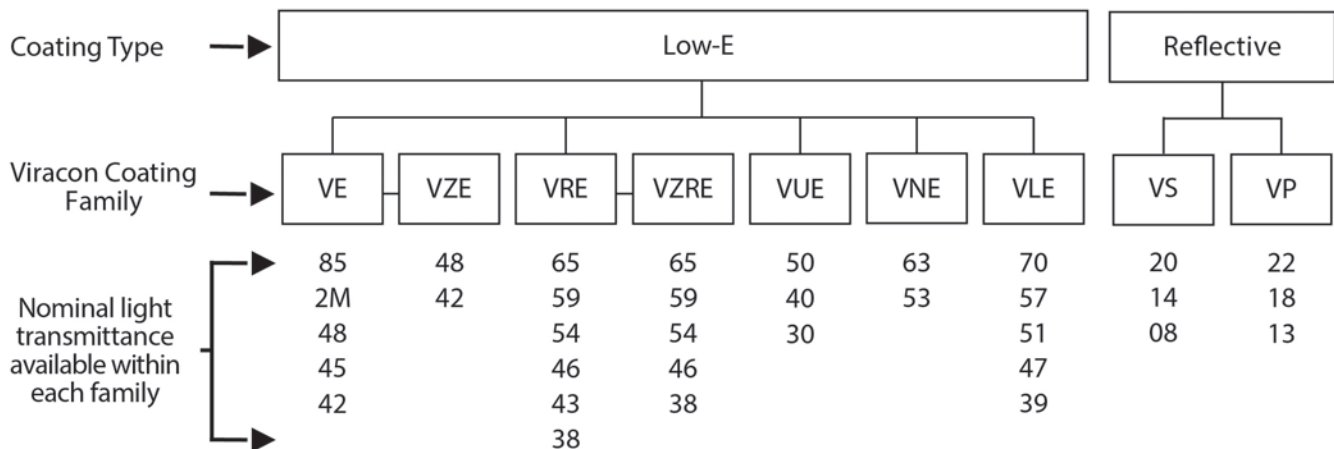 Coating Type Low-E Reflective
Viracon Coating
Family
VE VZE VRE VZRE VUE VNE VLE VS VP
Nominal light
transmittance
available within
each family
85 48 65 65 50 63 70 20 22
2M 42 59 59 40 53 57 14 18
48 54 54 30 51 08 13
45 46 46 47
42 43 38 39
38